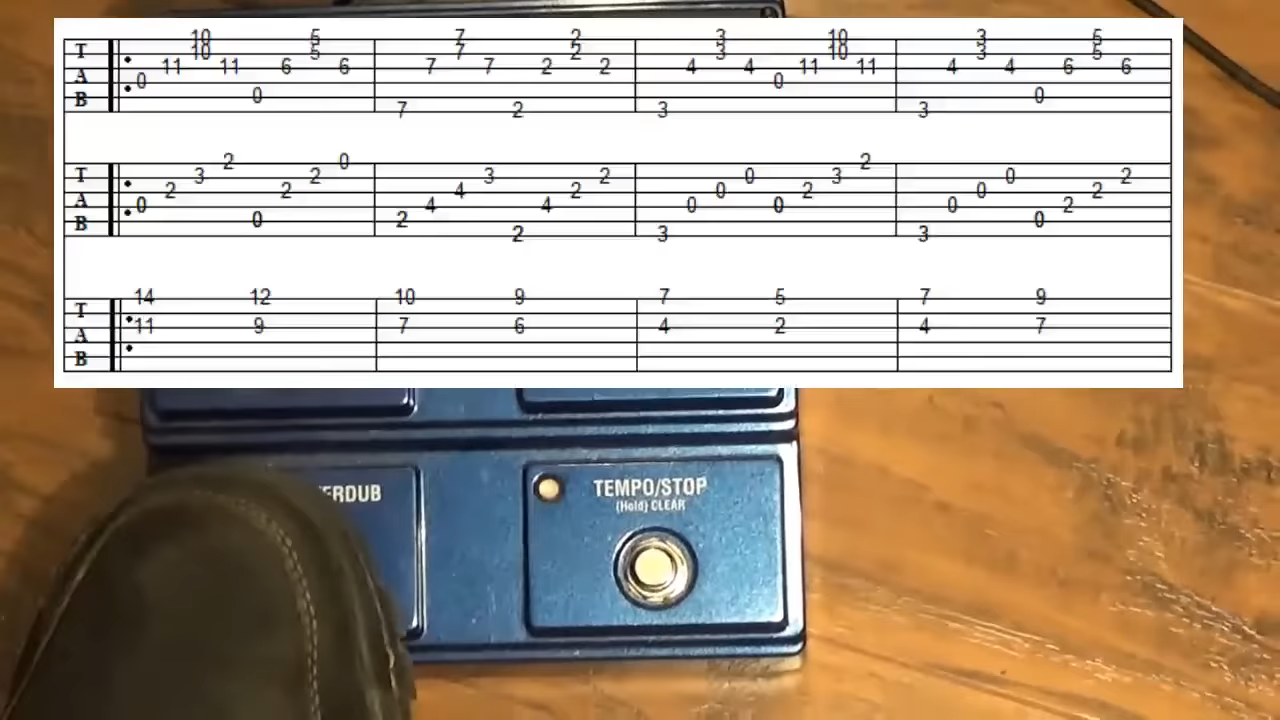 10 5 7 2 3 10 3 5
T 10 5 7 2 3 10 3 5
11 11 6 6 7 7 2 2 4 4 11 11 4 4 6 6
A 0 0
B 0 0
7 2 3 3
2 0 2
T 3 2 3 2 0 3 0 2
2 2 4 2 0 2 0 2
A 0 4 4 0 0 0 2
B 0 2 0
2 3 3
14 12 10 9 7 5 7 9
T
11 9 7 6 4 2 4 7
A
B
ERDUB
TEMPO/STOP
(Hold) CLEAR